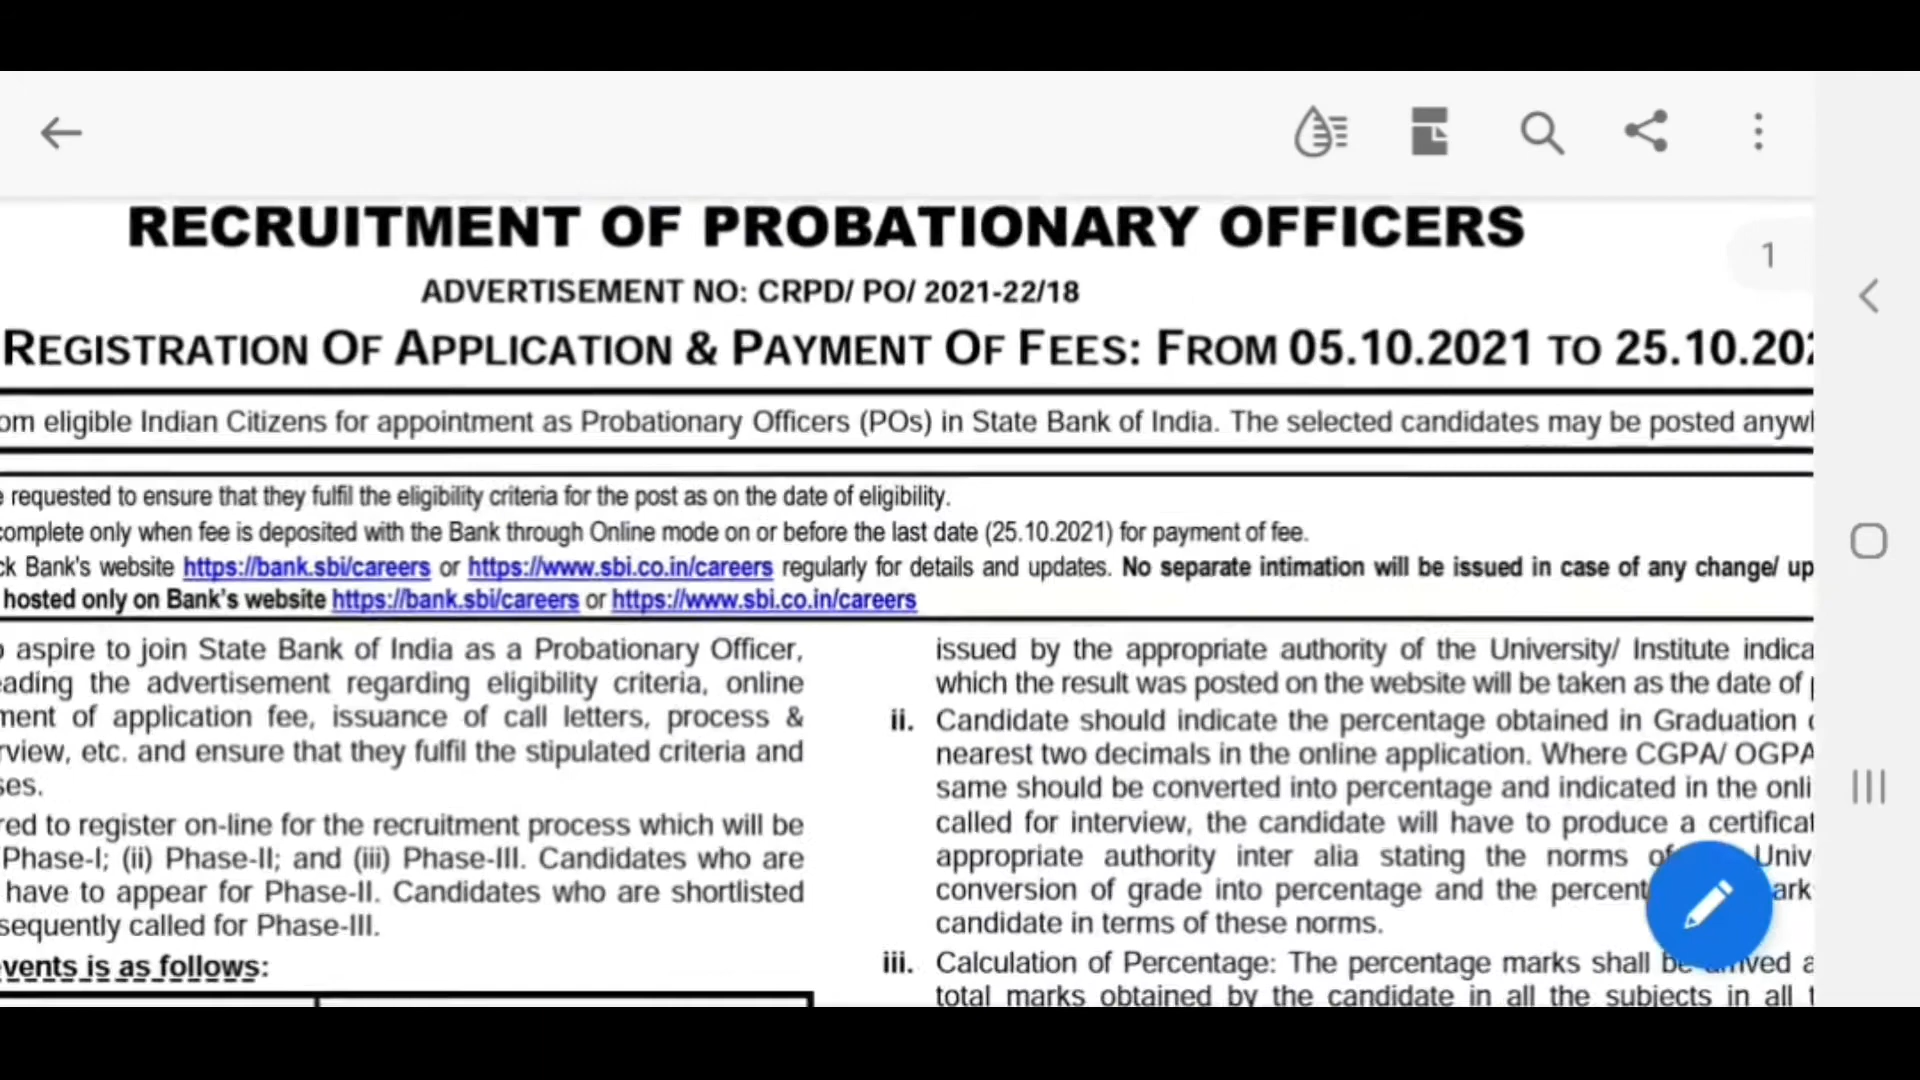 RECRUITMENT OF PROBATIONARY OFFICERS
1
ADVERTISEMENT NO: CRPD/ PO/ 2021-22/18
REGISTRATION OF APPLICATION & PAYMENT OF FEES: FROM 05.10.2021 TO 25.10.202
om eligible Indian Citizens for appointment as Probationary Officers (POs) in State Bank of India. The selected candidates may be posted anywh
e requested to ensure that they fulfil the eligibility criteria for the post as on the date of eligibility.
complete only when fee is deposited with the Bank through Online mode on or before the last date (25.10.2021) for payment of fee.
ck Bank's website https://bank.sbi/careers or https://www.sbi.co.in/careers regularly for details and updates. No separate intimation will be issued in case of any change/ up
hosted only on Bank's website https://bank.sbi/careers or https://www.sbi.co.in/careers
o aspire to join State Bank of India as a Probationary Officer,
eading the advertisement regarding eligibility criteria, online
ment of application fee, issuance of call letters, process &
rview, etc. and ensure that they fulfil the stipulated criteria and
ses.
red to register on-line for the recruitment process which will be
Phase-I; (ii) Phase-II; and (iii) Phase-III. Candidates who are
have to appear for Phase-II. Candidates who are shortlisted
sequently called for Phase-III.
vents is as follows:
issued by the appropriate authority of the University/ Institute indica
which the result was posted on the website will be taken as the date of p
ii. Candidate should indicate the percentage obtained in Graduation
nearest two decimals in the online application. Where CGPA/ OGPA
same should be converted into percentage and indicated in the onli
called for interview, the candidate will have to produce a certificat
appropriate authority inter alia stating the norms of Univ
conversion of grade into percentage and the percent ark
candidate in terms of these norms.
iii. Calculation of Percentage: The percentage marks shall be a
total marks obtained by the candidate in all the subjects in all